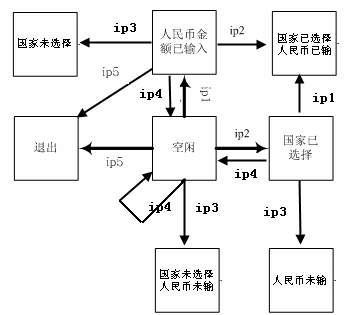 国家未选择
ip3
人民币金
额已输入
ip2
国家已选择
人民币已输
ip5
ip4
ip1
ip1
退出
ip5
空闲
ip2
ip4
国家已
选择
ip4
ip3
ip3
国家未选择
人民币未输
人民币未输